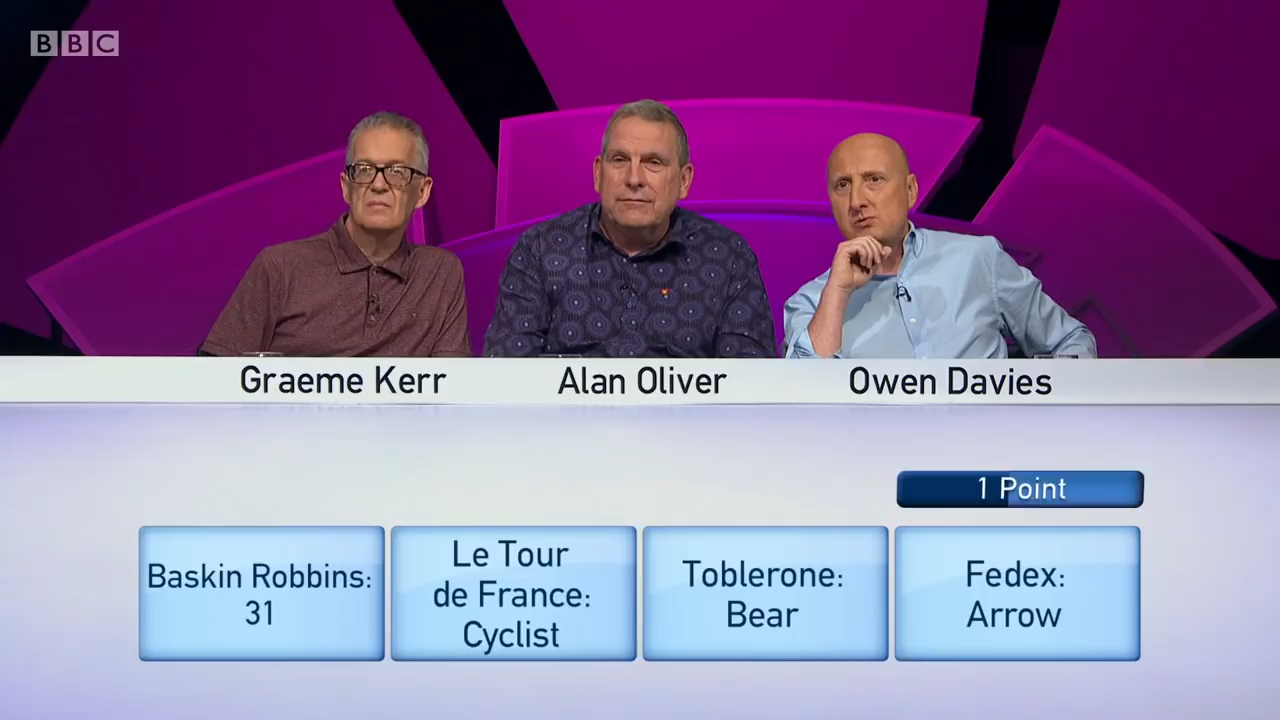 BBC
Graeme Kerr
Alan Oliver
Owen Davies
1 Point
Baskin Robbins:
31
Le Tour
de France:
Cyclist
Toblerone:
Bear
Fedex:
Arrow